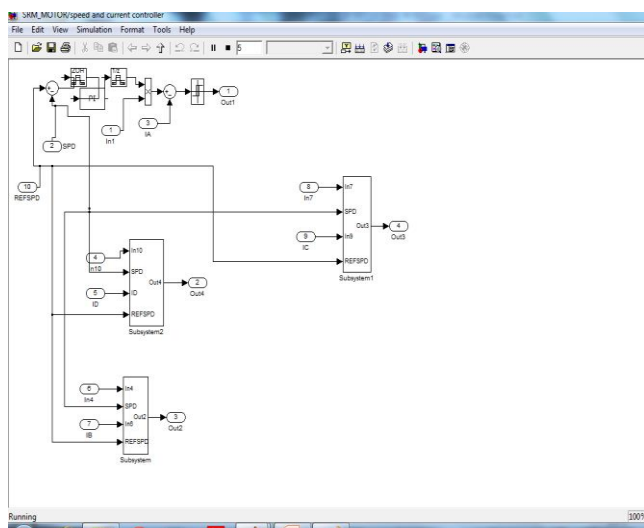 SRM_MOTOR/speed and current controller
File Edit View Simulation Format Tools Help
5
ZOH
1/z
PI
1
Out1
1
In1
3
IA
2
SPD
10
REFSPD
8
In7
In7
SPD
9
IC
In9
Out3
4
Out3
REFSPD
Subsystem1
4
In10
In10
SPD
5
ID
ID
Out4
2
Out4
REFSPD
Subsystem2
6
In4
In4
SPD
7
IB
In6
Out2
3
Out2
REFSPD
Subsystem
Running
100%